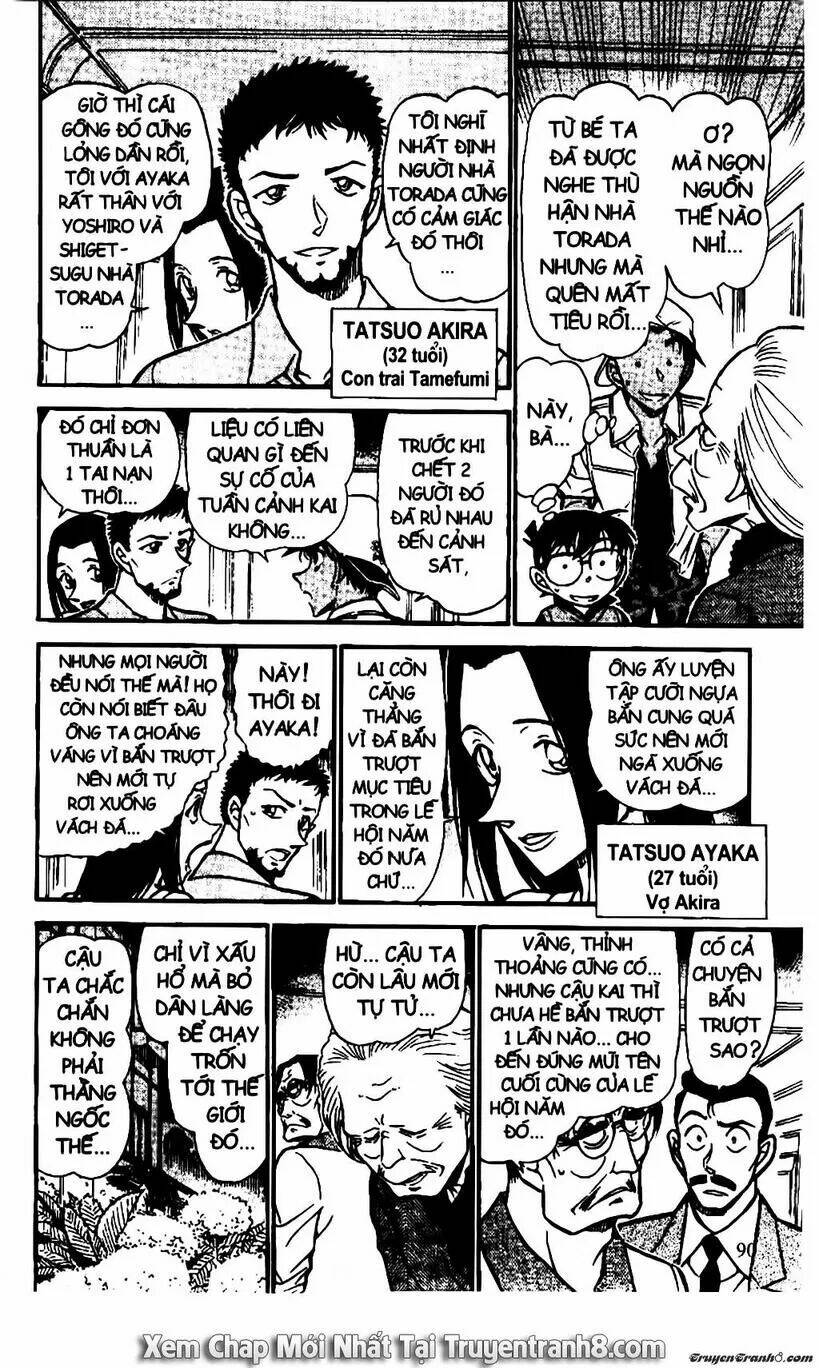 Ơ?
MÀ NGỌN
NGUỒN
THẾ NÀO
NHỈ...
TỪ BÉ TA
ĐÃ ĐƯỢC
NGHE THÙ
HẬN NHÀ
TORADA
NHƯNG MÀ
QUÊN MẤT
TIÊU RỒI...
NÀY,
BÀ...
TÔI NGHĨ
NHẤT ĐỊNH
NGƯỜI NHÀ
TORADA CŨNG
CÓ CẢM GIÁC
ĐÓ THÔI
...
GIỜ THÌ CÁI
GÔNG ĐÓ CŨNG
LỎNG DẦN RỒI,
TÔI VỚI AYAKA
RẤT THÂN VỚI
YOSHIRO VÀ
SHIGET-
SUGU NHÀ
TORADA
...
TATSUO AKIRA
(32 tuổi)
Con trai Tamefumi
TRƯỚC KHI
CHẾT 2
NGƯỜI ĐÓ
ĐÃ RỦ NHAU
ĐẾN CẢNH
SÁT,
LIỆU CÓ LIÊN
QUAN GÌ ĐẾN
SỰ CỐ CỦA
TUẦN CẢNH KAI
KHÔNG...
ĐÓ CHỈ ĐƠN
THUẦN LÀ
1 TAI NẠN
THÔI...
ÔNG ẤY LUYỆN
TẬP CƯỠI NGỰA
BẮN CUNG QUÁ
SỨC NÊN MỚI
NGÃ XUỐNG
VÁCH ĐÁ...
LẠI CÒN
CĂNG
THẲNG
VÌ ĐÃ BẮN
TRƯỢT
MỤC TIÊU
TRONG LỄ
HỘI NĂM
ĐÓ NỮA
CHỨ...
TATSUO AYAKA
(27 tuổi)
Vợ Akira
NÀY!
THÔI ĐI
AYAKA!
NHƯNG MỌI NGƯỜI
ĐỀU NÓI THẾ MÀ! HỌ
CÒN NÓI BIẾT ĐÂU
ÔNG TA CHOÁNG
VÁNG VÌ BẮN TRƯỢT
NÊN MỚI TỰ
RƠI XUỐNG
VÁCH ĐÁ...
CÓ CẢ
CHUYỆN
BẮN
TRƯỢT
SAO?
VÂNG, THỈNH
THOẢNG CŨNG CÓ...
NHƯNG CẬU KAI THÌ
CHƯA HỀ BẮN TRƯỢT
1 LẦN NÀO... CHO
ĐẾN ĐÚNG MŨI TÊN
CUỐI CÙNG CỦA LỄ
HỘI NĂM
ĐÓ...
HỪ... CẬU TA
CÒN LÂU MỚI
TỰ TỬ...
CHỈ VÌ XẤU
HỔ MÀ BỎ
DÂN LÀNG
ĐỂ CHẠY
TRỐN
TỚI THẾ
GIỚI
ĐÓ...
CẬU
TA CHẮC
CHẮN
KHÔNG
PHẢI
THẰNG
NGỐC
THẾ...
90
Xem Chap Mới Nhất Tại Truyentranh8.com
TruyenTranh8.com